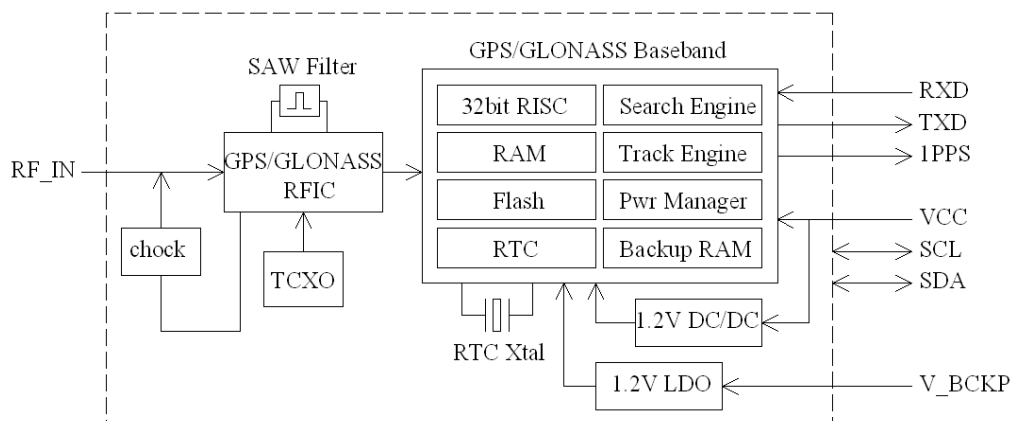 GPS/GLONASS Baseband
SAW Filter
32bit RISC
Search Engine
RXD
TXD
RF_IN
GPS/GLONASS
RFIC
RAM
Track Engine
1PPS
Flash
Pwr Manager
VCC
chock
TCXO
RTC
Backup RAM
SCL
SDA
RTC Xtal
1.2V DC/DC
1.2V LDO
V_BCKP